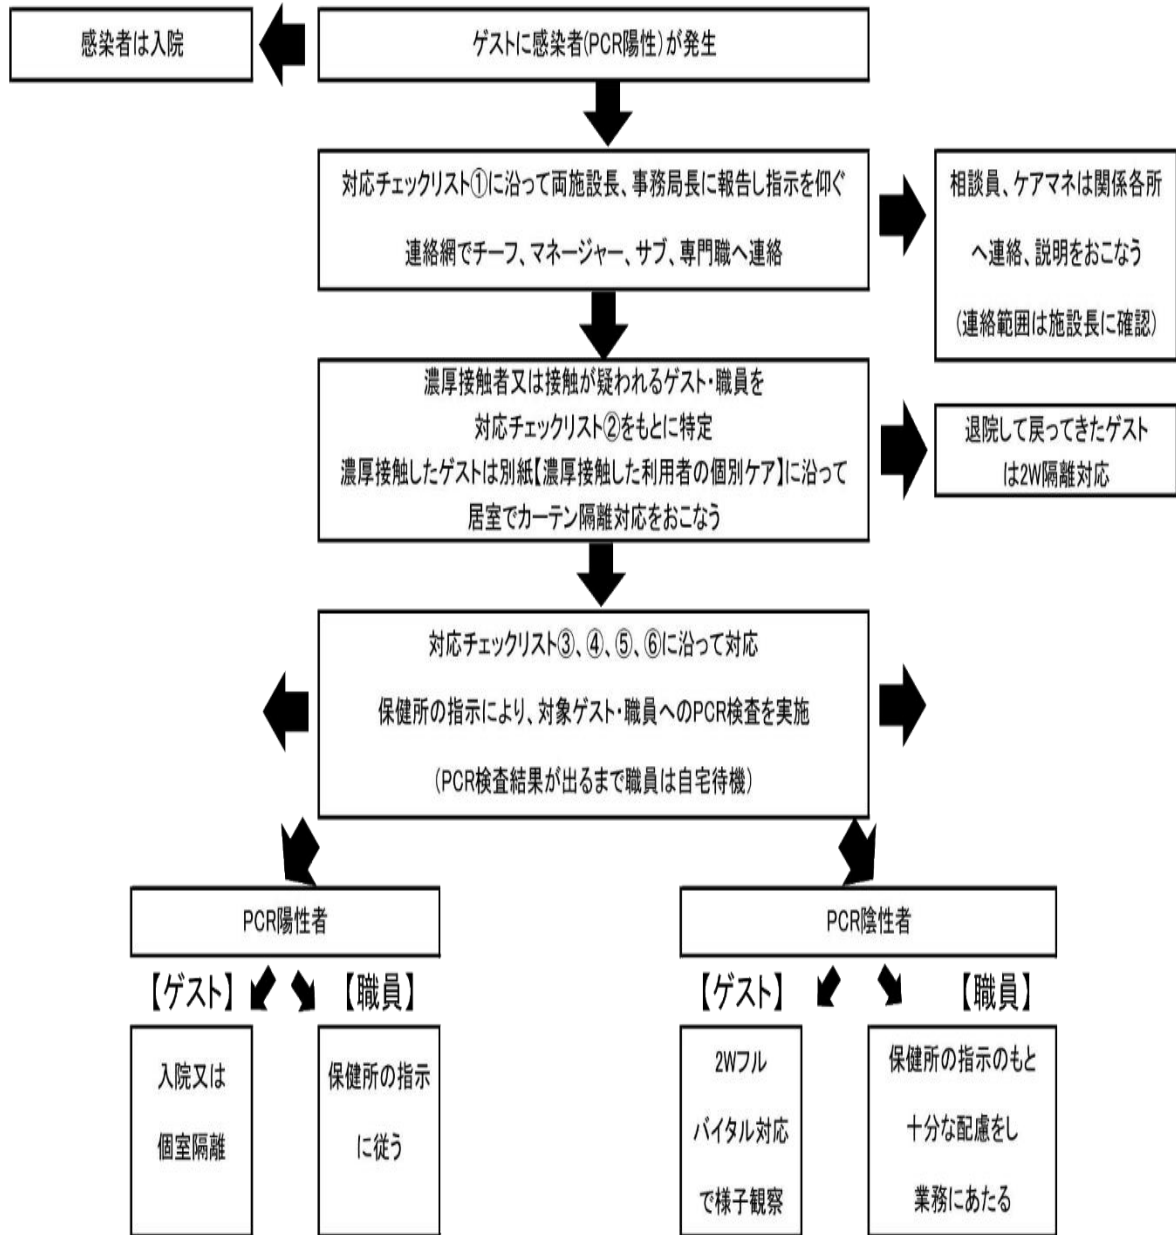 感染者は入院
ゲストに感染者(PCR陽性)が発生
対応チェックリスト①に沿って両施設長、事務局長に報告し指示を仰ぐ
連絡網でチーフ、マネージャー、サブ、専門職へ連絡
相談員、ケアマネは関係各所
へ連絡、説明をおこなう
(連絡範囲は施設長に確認)
濃厚接触者又は接触が疑われるゲスト・職員を
対応チェックリスト②をもとに特定
濃厚接触したゲストは別紙【濃厚接触した利用者の個別ケア】に沿って
居室でカーテン隔離対応をおこなう
退院して戻ってきたゲスト
は2W隔離対応
対応チェックリスト③、④、⑤、⑥に沿って対応
保健所の指示により、対象ゲスト・職員へのPCR検査を実施
(PCR検査結果が出るまで職員は自宅待機)
PCR陽性者
【ゲスト】
【職員】
入院又は
個室隔離
保健所の指示
に従う
PCR陰性者
【ゲスト】
【職員】
2Wフル
バイタル対応
で様子観察
保健所の指示のもと
十分な配慮をし
業務にあたる